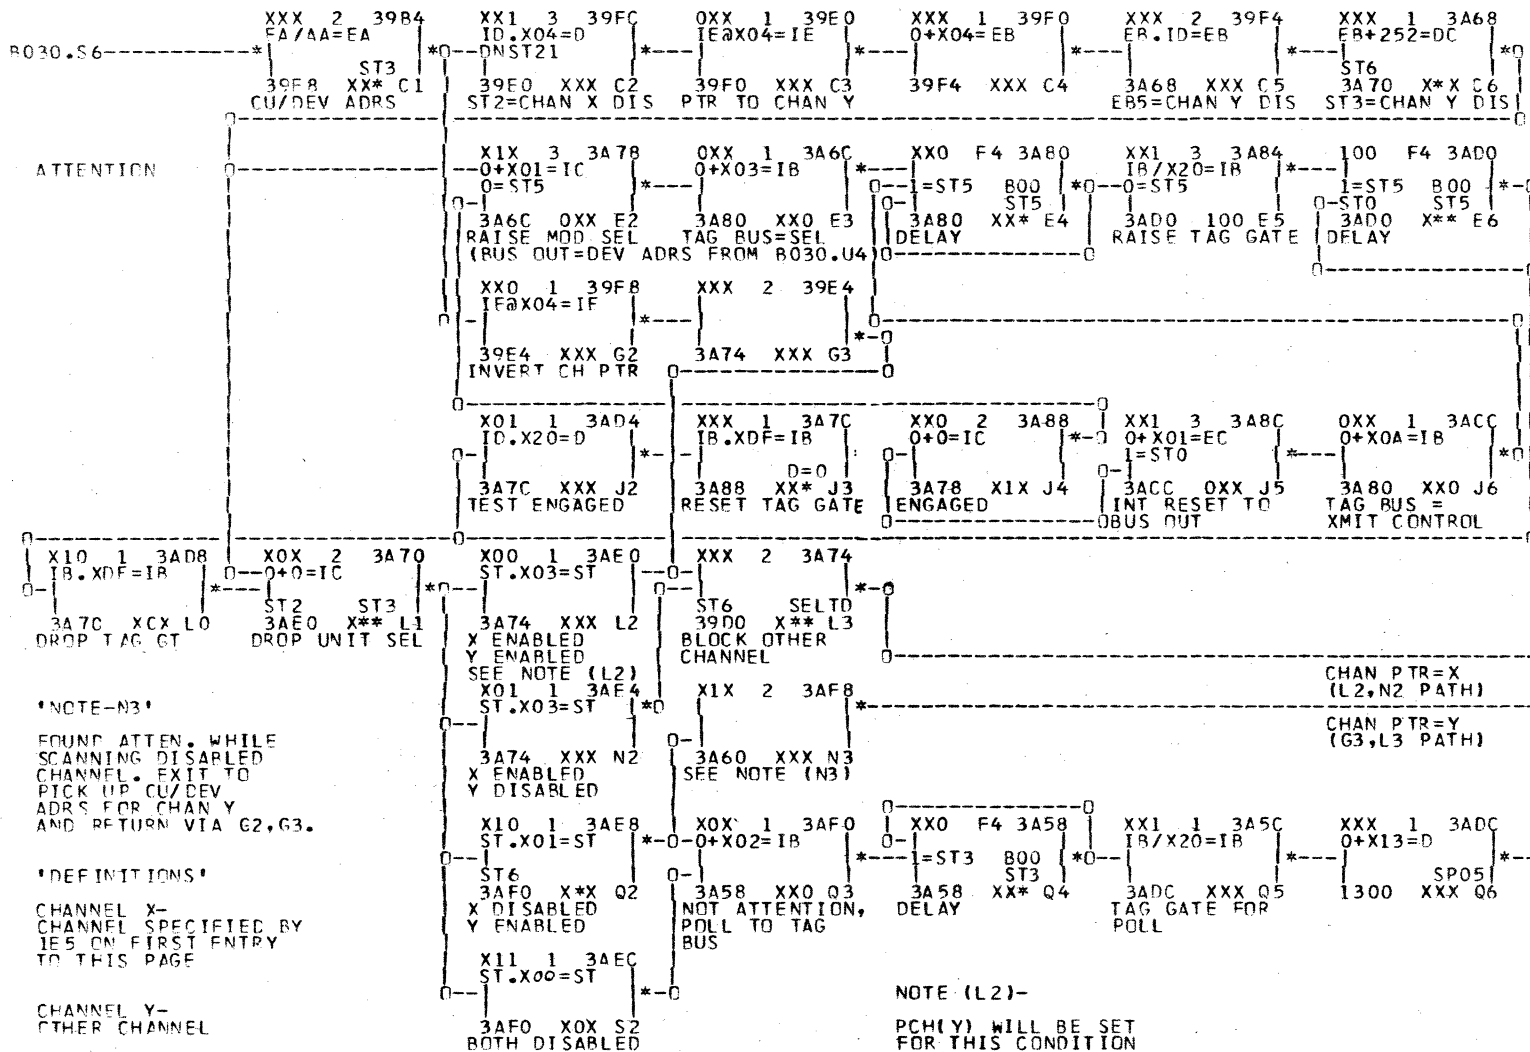 XXX 2 39B4 XX1 3 39FC 0XX 1 39E0 XXX 1 39F0 XXX 2 39F4 XXX 1 3A68
EA/AA=EA ID.X04=D IE@X04=IE 0+X04=EB EB.ID=EB EB+252=DC
B030.S6 DNST21
ST3 ST6
39F8 XX* C1 39E0 XXX C2 39F0 XXX C3 39F4 XXX C4 3A68 XXX C5 3A70 X*X C6
CU/DEV ADRS ST2=CHAN X DIS PTR TO CHAN Y EB5=CHAN Y DIS ST3=CHAN Y DIS
X1X 3 3A78 0XX 1 3A6C XX0 F4 3A80 XX1 3 3A84 100 F4 3AD0
ATTENTION 0+X01=IC 0+X03=IB IB/X20=IB
0=ST5 1=ST5 B00 0=ST5 1=ST5 B00
ST5 ST0 ST5
3A6C 0XX E2 3A80 XX0 E3 3A80 XX* E4 3AD0 100 E5 3AD0 X** E6
RAISE MOD SEL TAG BUS=SEL DELAY RAISE TAG GATE DELAY
(BUS OUT=DEV ADRS FROM B030.U4)
XX0 1 39F8 XXX 2 39E4
IE@X04=IE
39E4 XXX G2 3A74 XXX G3
INVERT CH PTR
X01 1 3AD4 XXX 1 3A7C XX0 2 3A88 XX1 3 3A8C 0XX 1 3ACC
ID.X20=D IB.XDF=IB 0+0=IC 0+X01=EC 0+X0A=IB
D=0 1=ST0
3A7C XXX J2 3A88 XX* J3 3A78 X1X J4 3ACC 0XX J5 3A80 XX0 J6
TEST ENGAGED RESET TAG GATE ENGAGED INT RESET TO TAG BUS =
BUS OUT XMIT CONTROL
X10 1 3AD8 X0X 2 3A70 X00 1 3AE0 XXX 2 3A74
IB.XDF=IB 0+0=IC ST.X03=ST
ST2 ST3 ST6 SELTD
3A7C XCX L0 3AE0 X** L1 3A74 XXX L2 39D0 X** L3
DROP TAG GT DROP UNIT SEL X ENABLED BLOCK OTHER
Y ENABLED CHANNEL
SEE NOTE (L2) CHAN PTR=X
(L2,N2 PATH)
X01 1 3AE4 X1X 2 3AF8
'NOTE-N3' ST.X03=ST
CHAN PTR=Y
(G3,L3 PATH)
FOUND ATTEN. WHILE
SCANNING DISABLED 3A74 XXX N2 3A60 XXX N3
CHANNEL. EXIT TO X ENABLED SEE NOTE (N3)
PICK UP CU/DEV Y DISABLED
ADRS FOR CHAN Y
AND RETURN VIA G2,G3.
X10 1 3AE8 X0X 1 3AF0 XX0 F4 3A58 XX1 1 3A5C XXX 1 3ADC
ST.X01=ST 0+X02=IB 1=ST3 B00 IB/X20=IB 0+X13=D
'DEFINITIONS' ST6 ST3 SP05
3AF0 X*X Q2 3A58 XX0 Q3 3A58 XX* Q4 3ADC XXX Q5 1300 XXX Q6
CHANNEL X- X DISABLED NOT ATTENTION, DELAY TAG GATE FOR
CHANNEL SPECIFIED BY Y ENABLED POLL TO TAG POLL
IE5 ON FIRST ENTRY BUS
TO THIS PAGE
X11 1 3AEC
ST.X00=ST
NOTE (L2)-
CHANNEL Y-
OTHER CHANNEL 3AF0 X0X S2 PCH(Y) WILL BE SET
BOTH DISABLED FOR THIS CONDITION